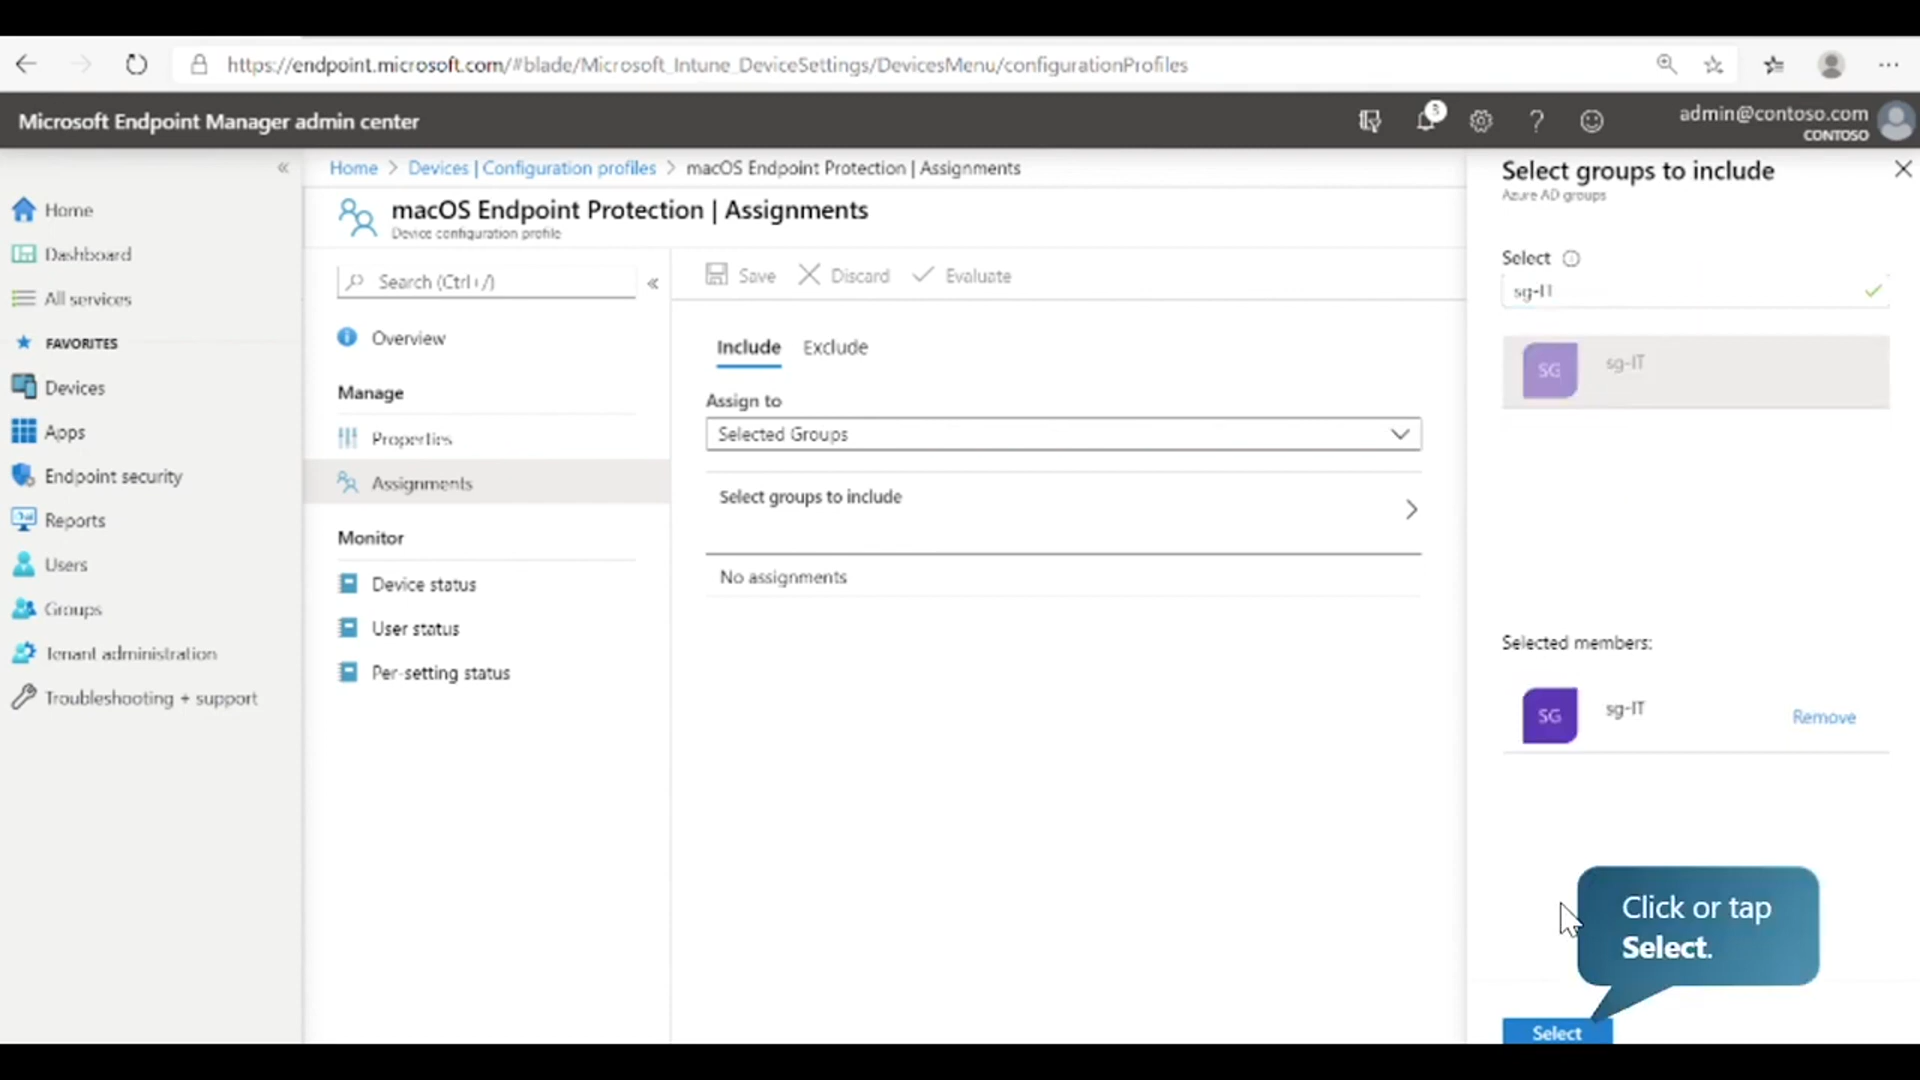 https://endpoint.microsoft.com/#blade/Microsoft_Intune_DeviceSettings/DevicesMenu/configurationProfiles
Microsoft Endpoint Manager admin center
3
admin@contoso.com
CONTOSO
Home
Dashboard
All services
FAVORITES
Devices
Apps
Endpoint security
Reports
Users
Groups
Tenant administration
Troubleshooting + support
Home > Devices | Configuration profiles > macOS Endpoint Protection | Assignments
macOS Endpoint Protection | Assignments
Device configuration profile
Search (Ctrl+/)
Overview
Manage
Properties
Assignments
Monitor
Device status
User status
Per-setting status
Save Discard Evaluate
Include Exclude
Assign to
Selected Groups
Select groups to include
No assignments
Select groups to include
Azure AD groups
Select
sg-IT
SG sg-IT
Selected members:
SG sg-IT Remove
Click or tap
Select.
Select